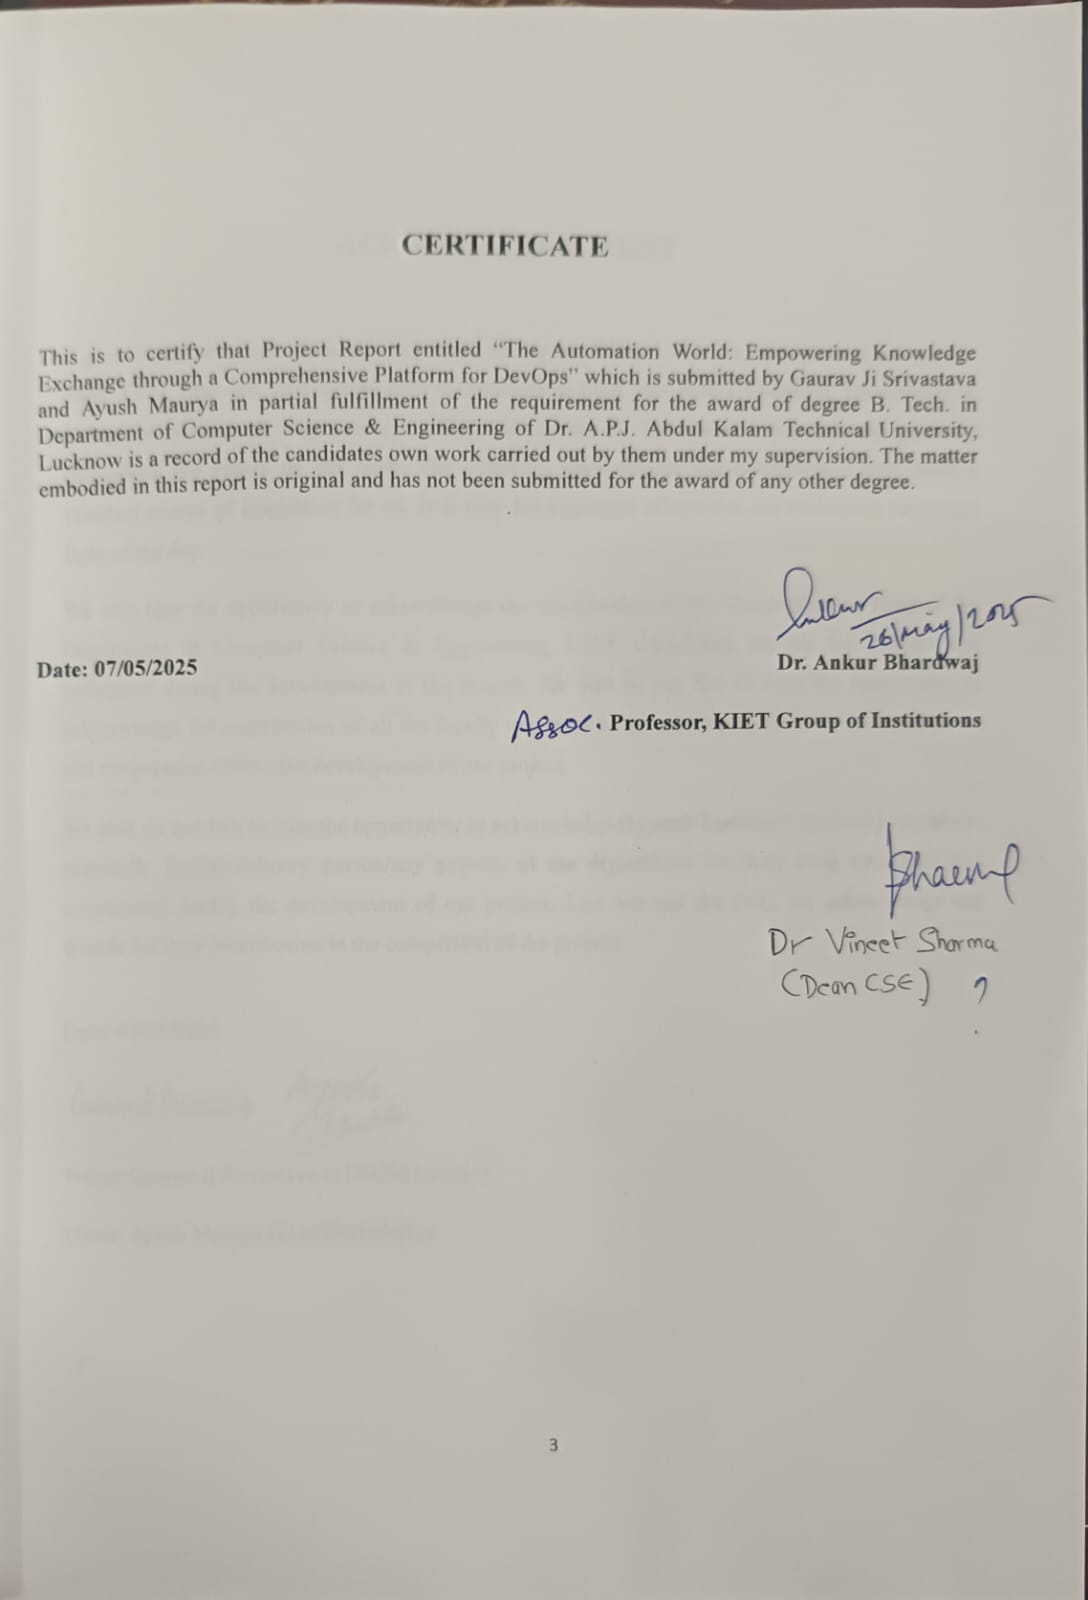 CERTIFICATE
This is to certify that Project Report entitled “The Automation World: Empowering Knowledge
Exchange through a Comprehensive Platform for DevOps” which is submitted by Gaurav Ji Srivastava
and Ayush Maurya in partial fulfillment of the requirement for the award of degree B. Tech. in
Department of Computer Science & Engineering of Dr. A.P.J. Abdul Kalam Technical University,
Lucknow is a record of the candidates own work carried out by them under my supervision. The matter
embodied in this report is original and has not been submitted for the award of any other degree.
26/may/2025
Date: 07/05/2025 Dr. Ankur Bhardwaj
Assoc. Professor, KIET Group of Institutions
Dr Vineet Sharma
(Dean CSE) ?
3